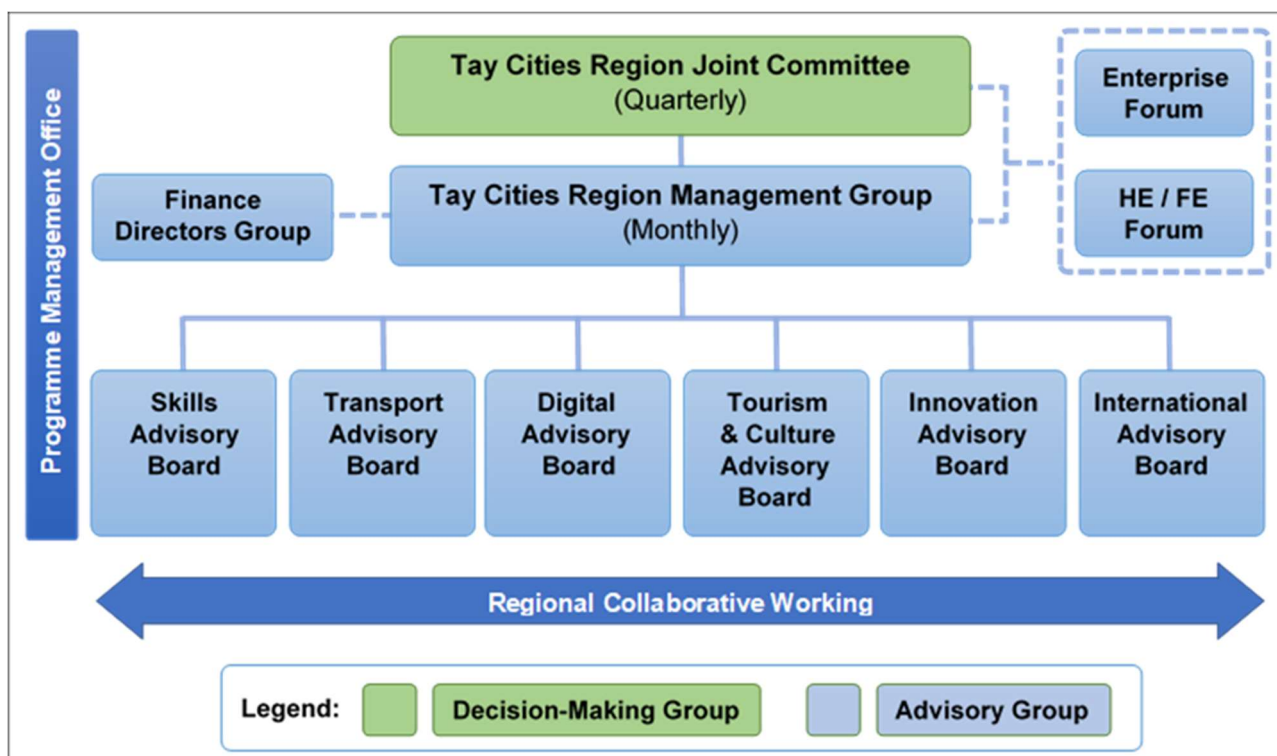 Programme Management Office
Tay Cities Region Joint Committee
(Quarterly)
Enterprise
Forum
HE / FE
Forum
Finance
Directors Group
Tay Cities Region Management Group
(Monthly)
Skills
Advisory
Board
Transport
Advisory
Board
Digital
Advisory
Board
Tourism
& Culture
Advisory
Board
Innovation
Advisory
Board
International
Advisory
Board
Regional Collaborative Working
Legend:
Decision-Making Group
Advisory Group